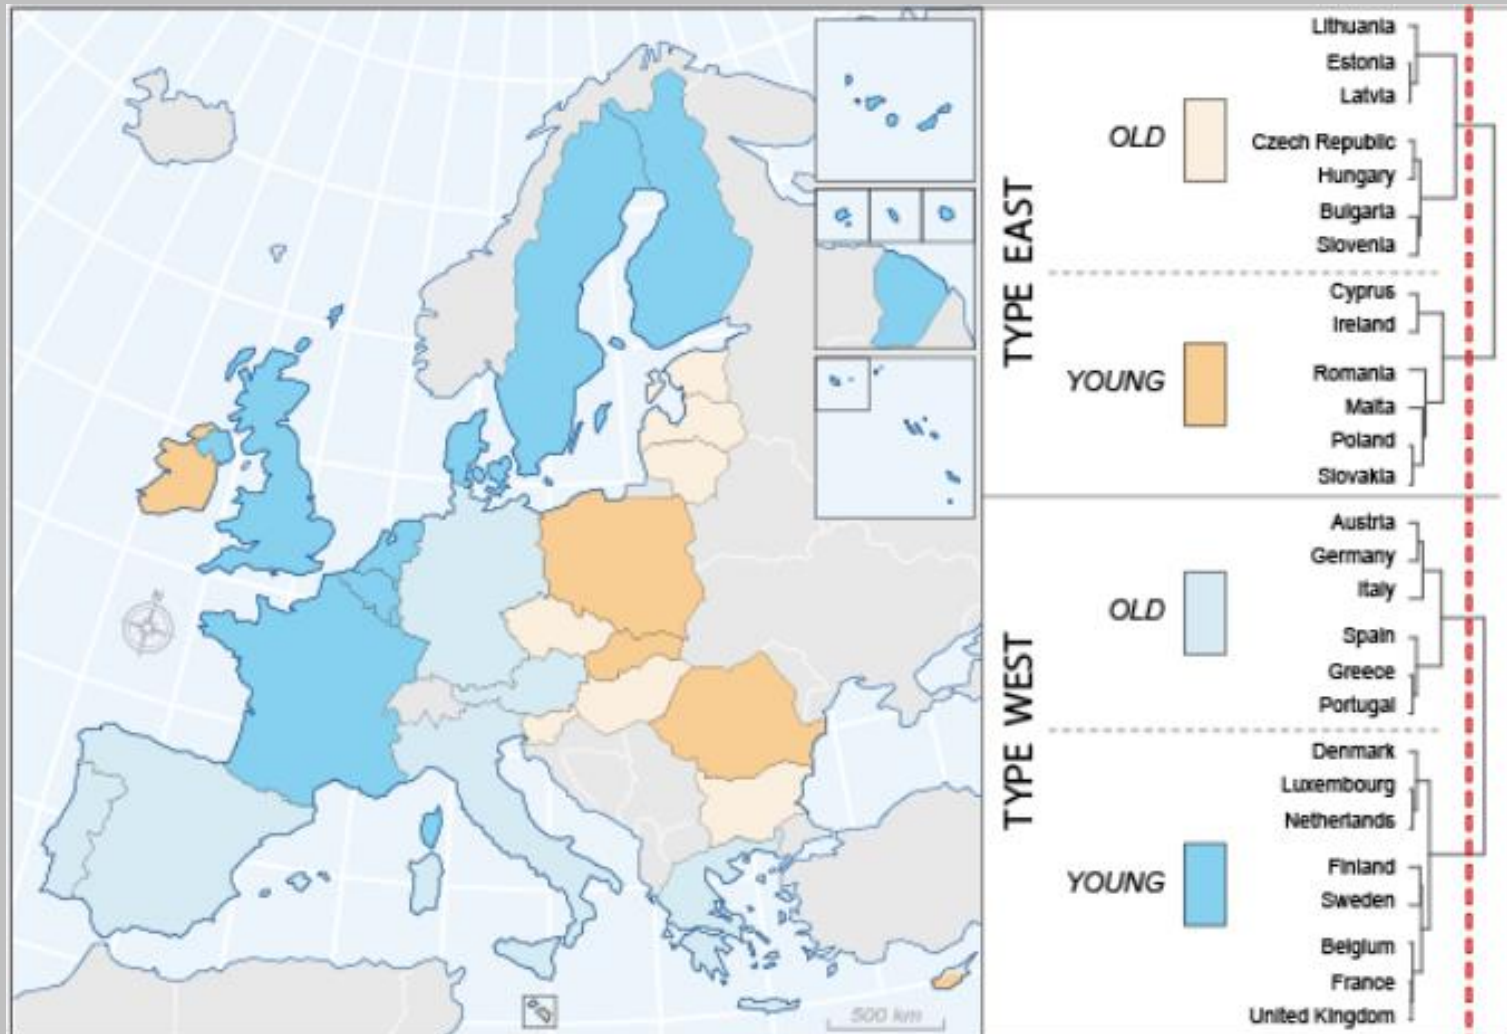 Lithuania
Estonia
Latvia
OLD
Czech Republic
Hungary
Bulgaria
Slovenia
TYPE EAST
Cyprus
Ireland
YOUNG
Romania
Malta
Poland
Slovakia
Austria
Germany
Italy
OLD
Spain
Greece
Portugal
TYPE WEST
Denmark
Luxembourg
Netherlands
YOUNG
Finland
Sweden
Belgium
France
United Kingdom
N
500 km